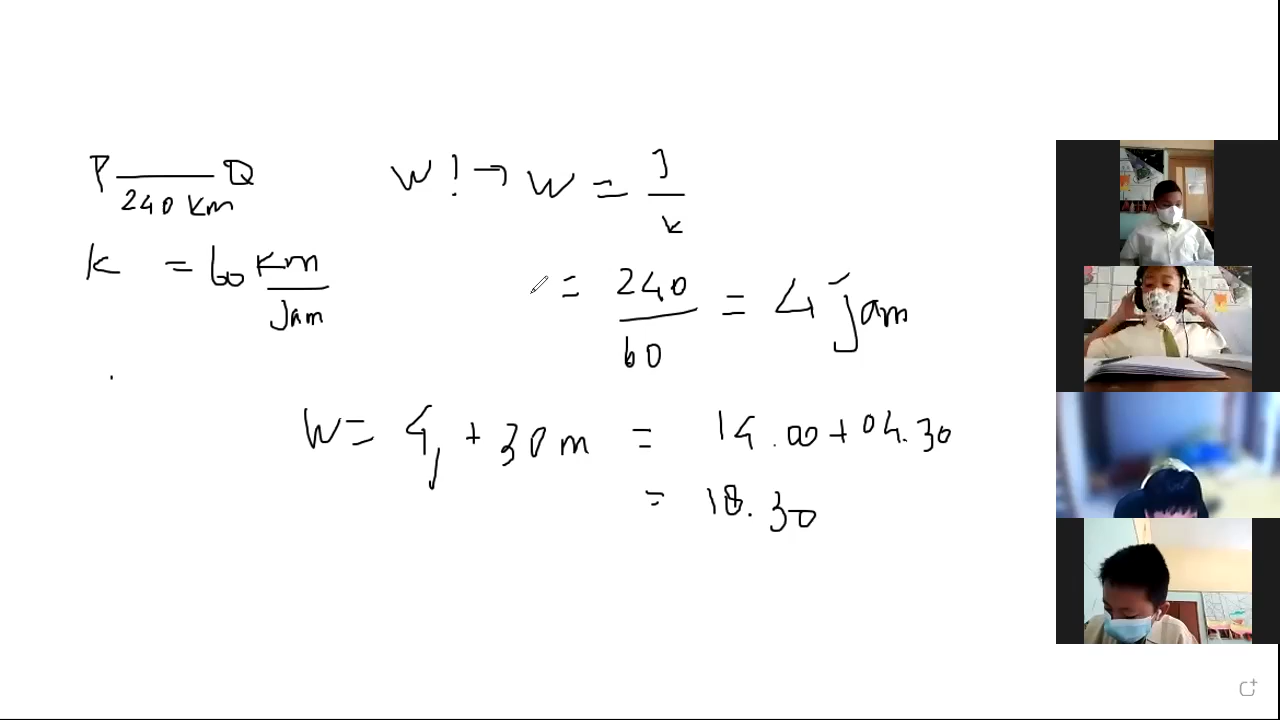 P Q
240 km
K = 60 Km
Jam
W ! → W = J
K
= 240 = 4 jam
60
W = 4 j + 30 m = 14.00 + 04.30
= 18.30